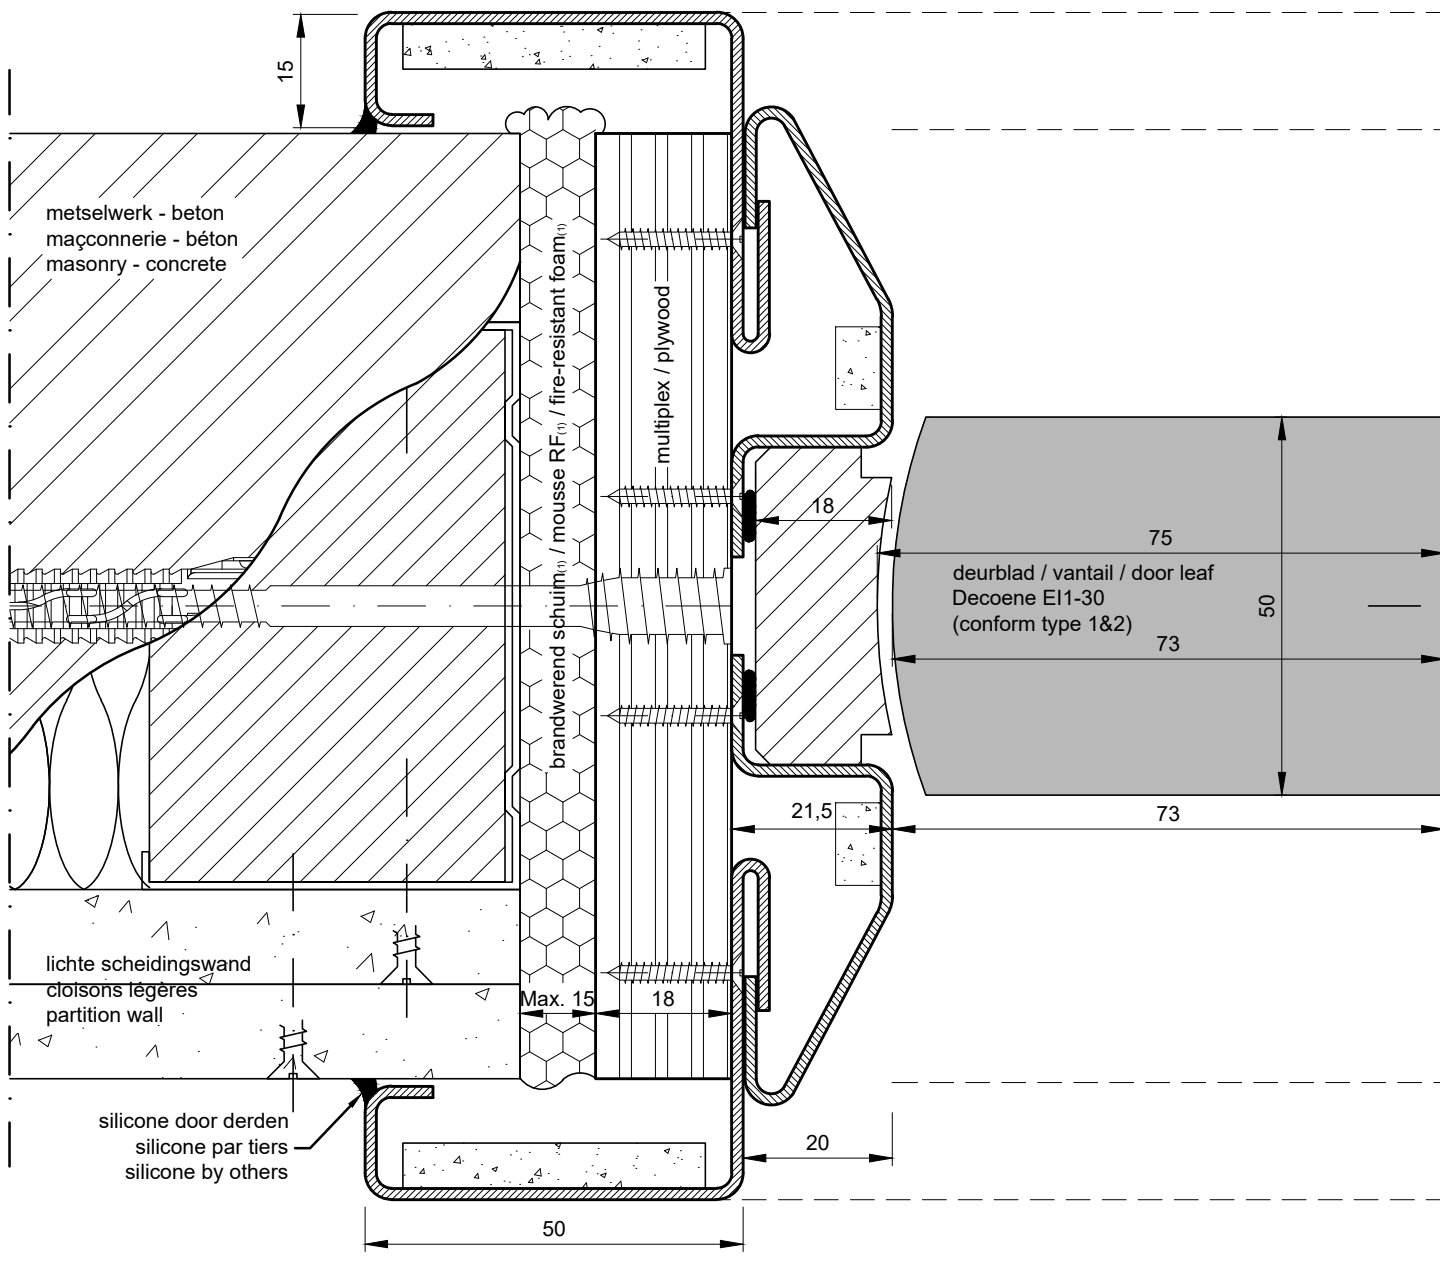 15
metselwerk - beton
maçconnerie - béton
masonry - concrete
brandwerend schuim(1) / mousse RF(1) / fire-resistant foam(1)
multiplex / plywood
18
75
deurblad / vantail / door leaf
Decoene EI1-30
(conform type 1&2)
50
73
21,5
73
lichte scheidingswand
cloisons légères
partition wall
Max. 15
18
silicone door derden
silicone par tiers
silicone by others
20
50